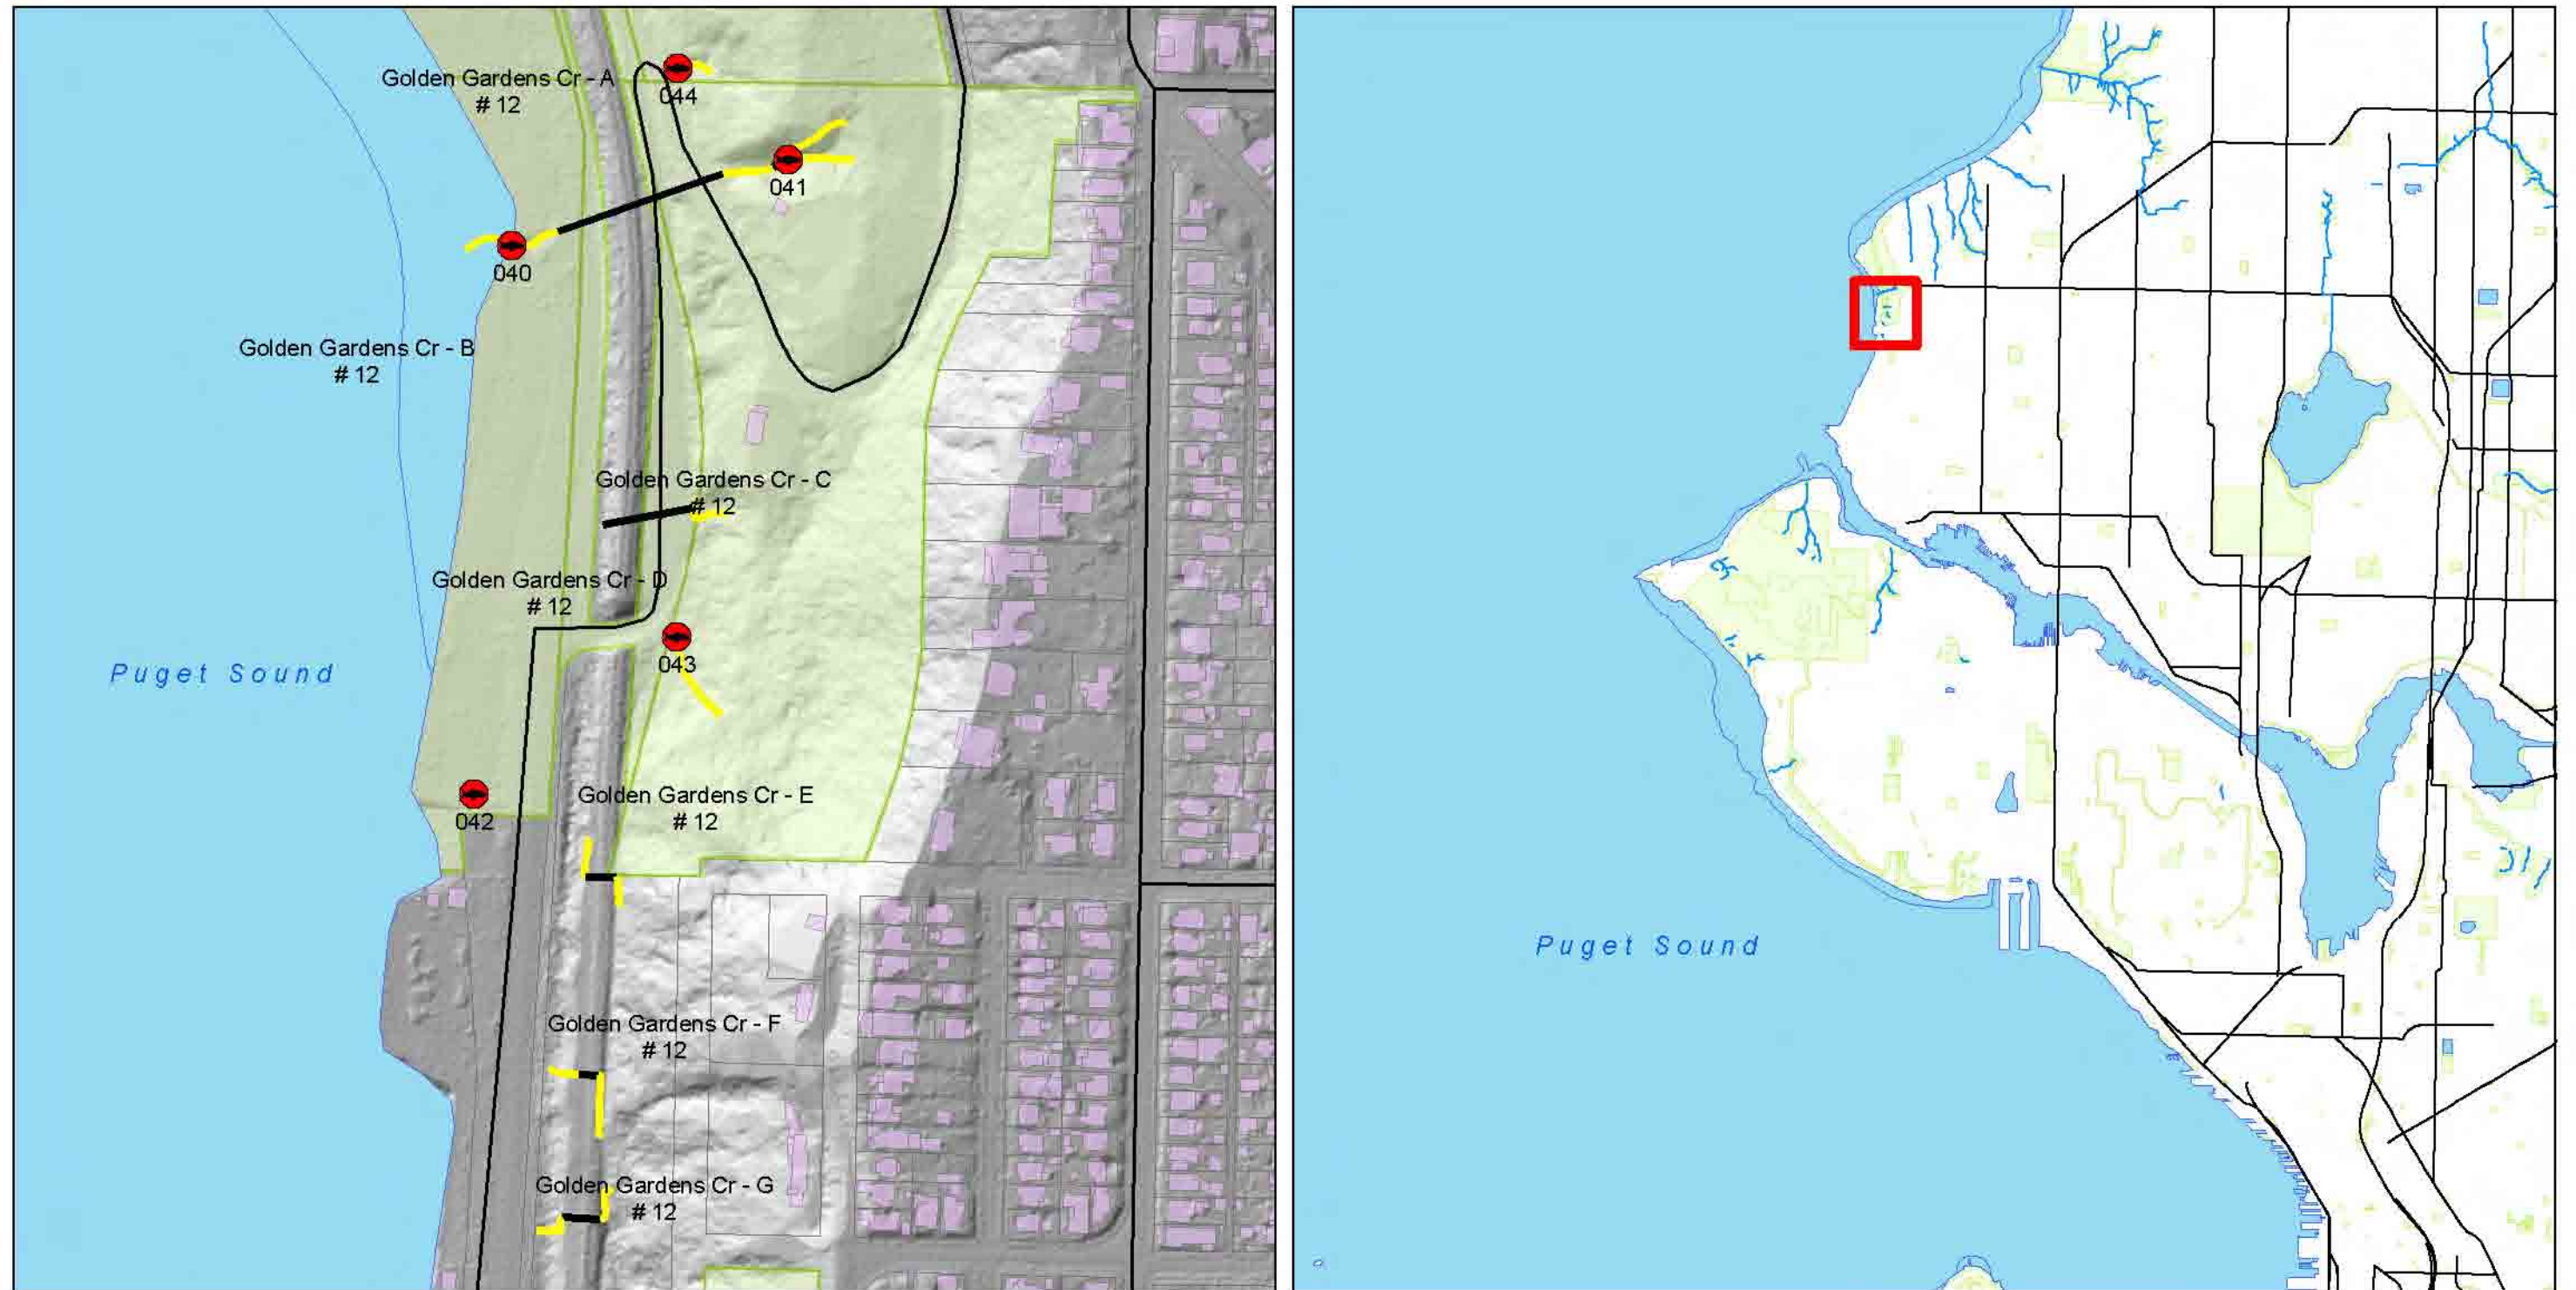 Golden Gardens Cr - A
# 12
044
041
040
Golden Gardens Cr - B
# 12
Golden Gardens Cr - C
# 12
Golden Gardens Cr - D
# 12
043
Puget Sound
042
Golden Gardens Cr - E
# 12
Golden Gardens Cr - F
# 12
Golden Gardens Cr - G
# 12
Puget Sound